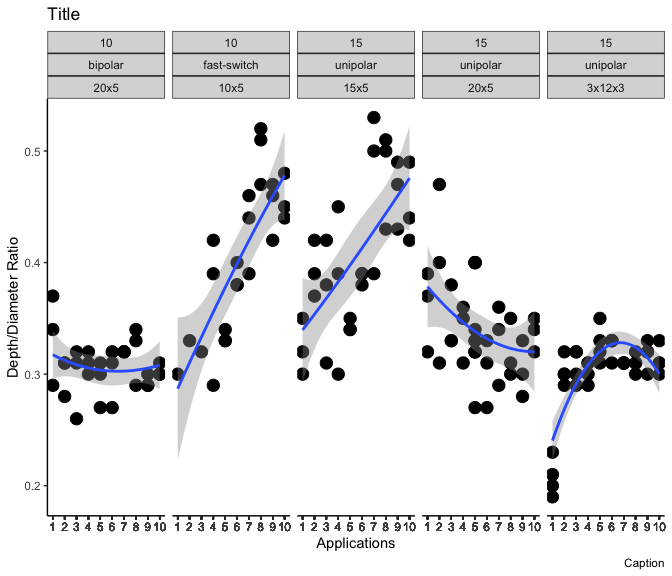 Title
10 10 15 15 15
bipolar fast-switch unipolar unipolar unipolar
20x5 10x5 15x5 20x5 3x12x3
0.5
0.4
0.3
0.2
Depth/Diameter Ratio
1 2 3 4 5 6 7 8 9 10 1 2 3 4 5 6 7 8 9 10 1 2 3 4 5 6 7 8 9 10 1 2 3 4 5 6 7 8 9 10 1 2 3 4 5 6 7 8 9 10
Applications
Caption